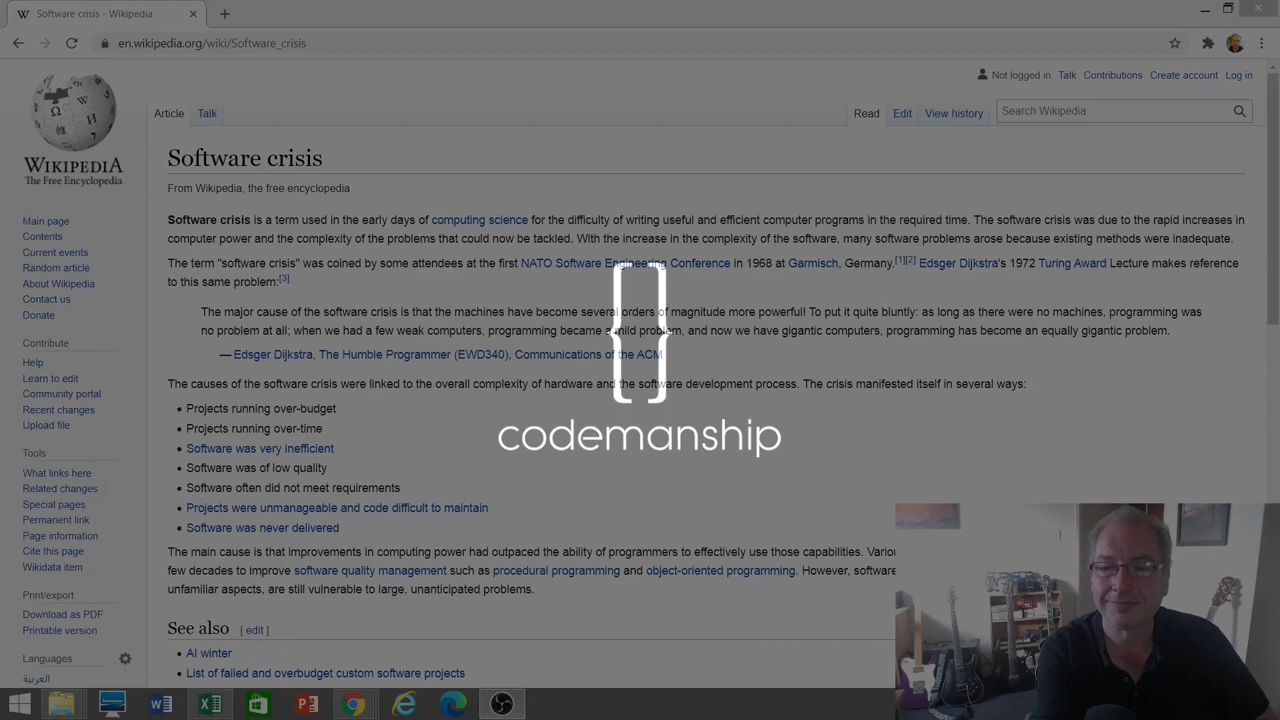 Software crisis - Wikipedia
en.wikipedia.org/wiki/Software_crisis
Not logged in Talk Contributions Create account Log in
Article Talk Read Edit View history Search Wikipedia
WIKIPEDIA
The Free Encyclopedia
Main page
Contents
Current events
Random article
About Wikipedia
Contact us
Donate
Contribute
Help
Learn to edit
Community portal
Recent changes
Upload file
Tools
What links here
Related changes
Special pages
Permanent link
Page information
Cite this page
Wikidata item
Print/export
Download as PDF
Printable version
Languages
العربية
Software crisis
From Wikipedia, the free encyclopedia
Software crisis is a term used in the early days of computing science for the difficulty of writing useful and efficient computer programs in the required time. The software crisis was due to the rapid increases in
computer power and the complexity of the problems that could now be tackled. With the increase in the complexity of the software, many software problems arose because existing methods were inadequate.
The term "software crisis" was coined by some attendees at the first NATO Software Engineering Conference in 1968 at Garmisch, Germany.[1][2] Edsger Dijkstra's 1972 Turing Award Lecture makes reference
to this same problem:[3]
The major cause of the software crisis is that the machines have become several orders of magnitude more powerful! To put it quite bluntly: as long as there were no machines, programming was
no problem at all; when we had a few weak computers, programming became a mild problem, and now we have gigantic computers, programming has become an equally gigantic problem.
— Edsger Dijkstra, The Humble Programmer (EWD340), Communications of the ACM
The causes of the software crisis were linked to the overall complexity of hardware and the software development process. The crisis manifested itself in several ways:
• Projects running over-budget
• Projects running over-time
• Software was very inefficient
• Software was of low quality
• Software often did not meet requirements
• Projects were unmanageable and code difficult to maintain
• Software was never delivered
The main cause is that improvements in computing power had outpaced the ability of programmers to effectively use those capabilities. Variou
few decades to improve software quality management such as procedural programming and object-oriented programming. However, software
unfamiliar aspects, are still vulnerable to large, unanticipated problems.
See also [ edit ]
• AI winter
• List of failed and overbudget custom software projects
{ }
codemanship